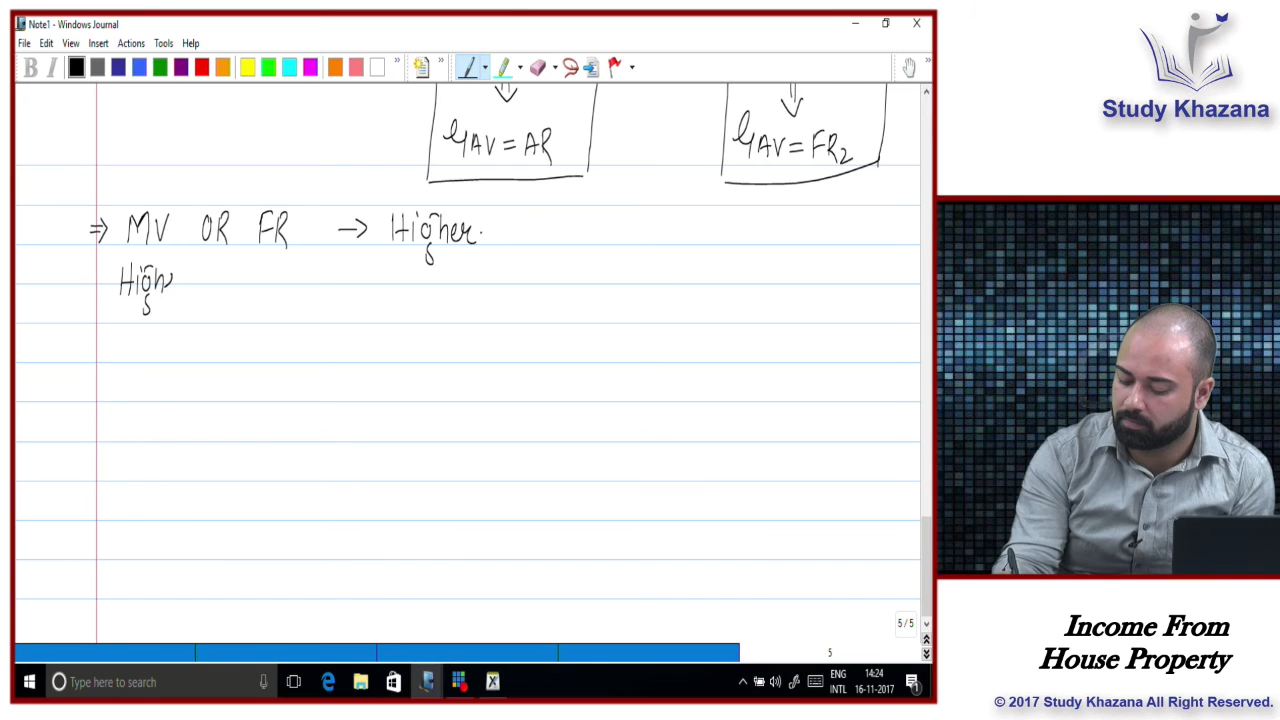 Note1 - Windows Journal
File Edit View Insert Actions Tools Help
B I
GAV = AR
GAV = FR2
⇒ MV OR FR → Higher.
High
5 / 5
5
Type here to search
ENG
INTL
14:24
16-11-2017
1
Study Khazana
Income From
House Property
© 2017 Study Khazana All Right Reserved.